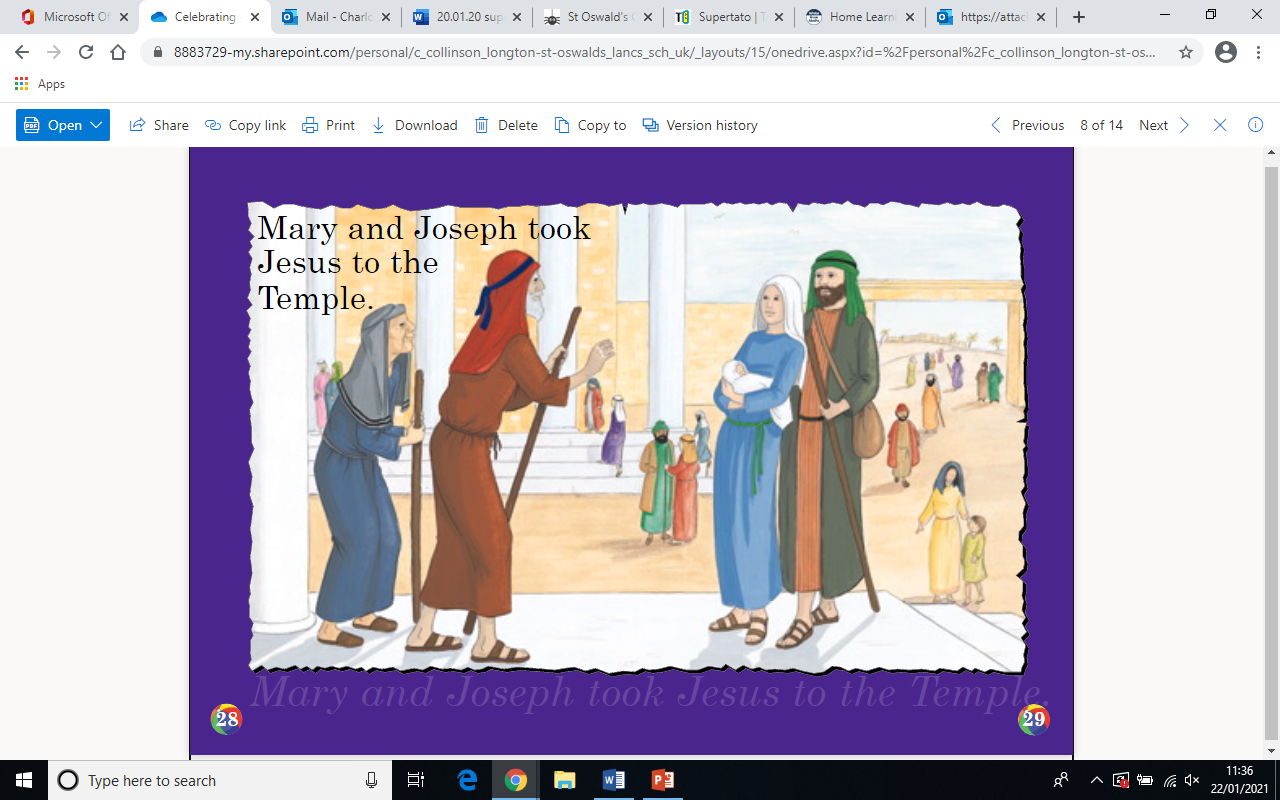 Microsoft Of
Celebrating
Mail - Charlo
20.01.20 sup
St Oswald's
Supertato | T
Home Learni
https://attac
8883729-my.sharepoint.com/personal/c_collinson_longton-st-oswalds_lancs_sch_uk/_layouts/15/onedrive.aspx?id=%2Fpersonal%2Fc_collinson_longton-st-os...
Apps
Open
Share
Copy link
Print
Download
Delete
Copy to
Version history
Previous
8 of 14
Next
Mary and Joseph took
Jesus to the
Temple.
Mary and Joseph took Jesus to the Temple.
28
29
Type here to search
11:36
22/01/2021